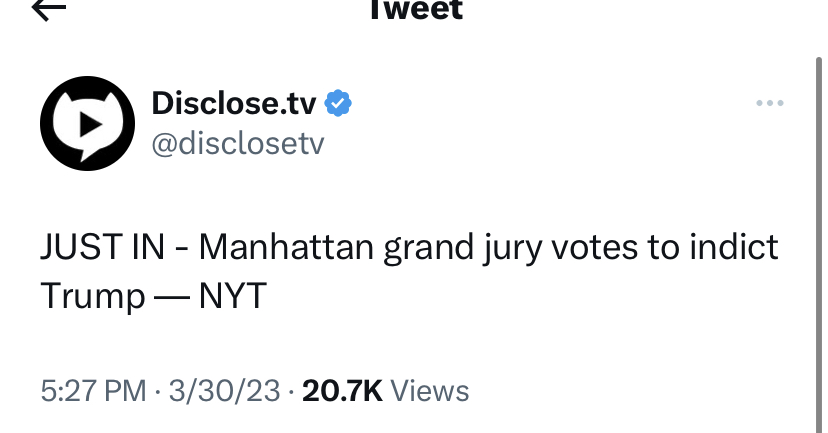 Tweet
Disclose.tv
@disclosetv
JUST IN - Manhattan grand jury votes to indict
Trump — NYT
5:27 PM · 3/30/23 · 20.7K Views